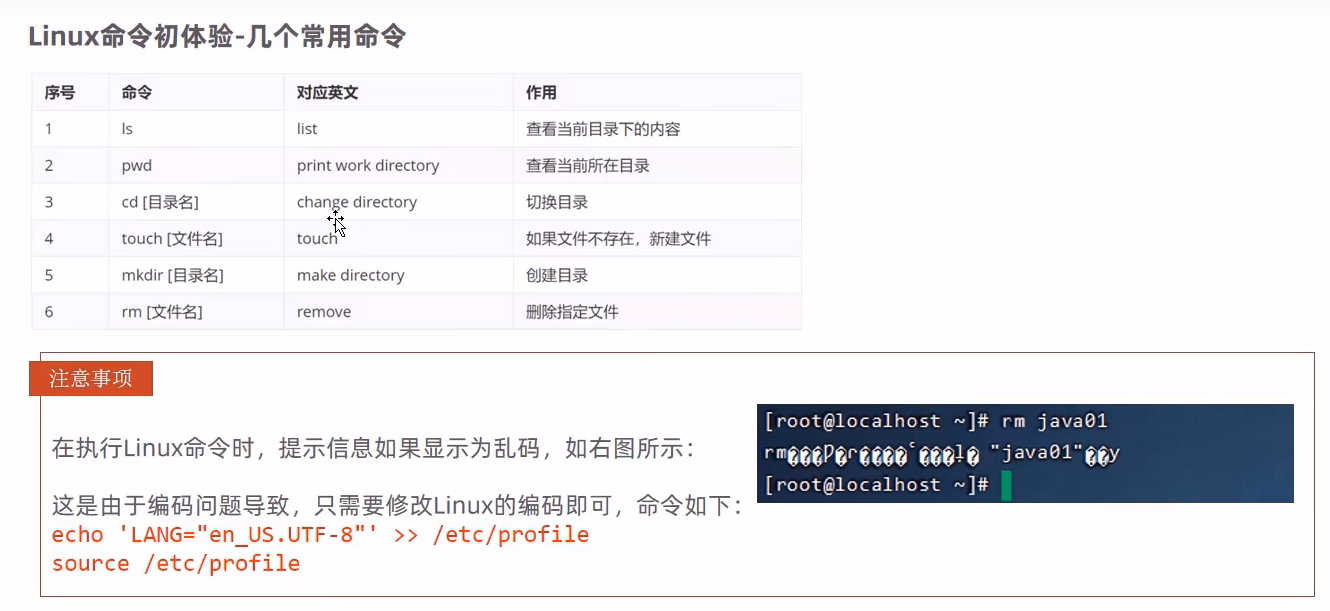 Linux命令初体验-几个常用命令
序号 命令 对应英文 作用
1 ls list 查看当前目录下的内容
2 pwd print work directory 查看当前所在目录
3 cd [目录名] change directory 切换目录
4 touch [文件名] touch 如果文件不存在，新建文件
5 mkdir [目录名] make directory 创建目录
6 rm [文件名] remove 删除指定文件
注意事项
在执行Linux命令时，提示信息如果显示为乱码，如右图所示：
这是由于编码问题导致，只需要修改Linux的编码即可，命令如下：
echo 'LANG="en_US.UTF-8"' >> /etc/profile
source /etc/profile
[root@localhost ~]# rm java01
rm "java01" y
[root@localhost ~]#